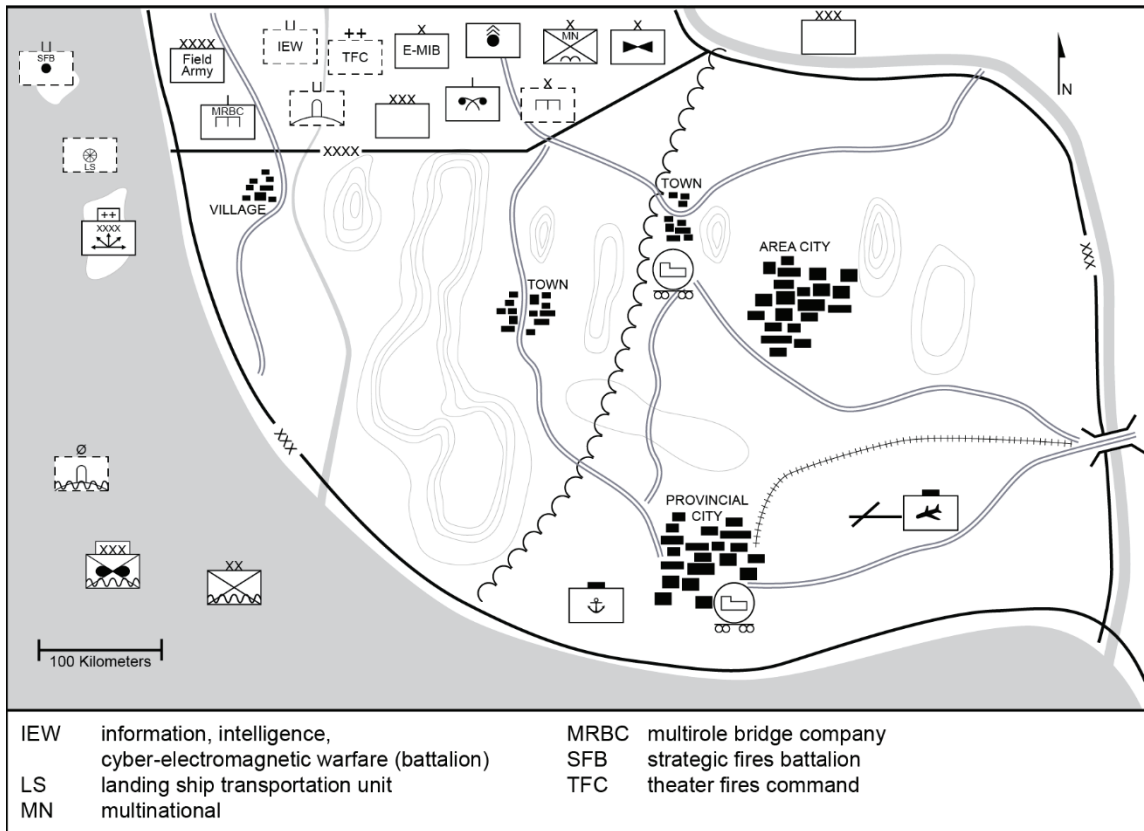 SFB
XXXX
Field
Army
IEW
++
TFC
X
E-MIB
X
MN
X
XXX
N
MRBC
XXX
X
XXXX
LS
VILLAGE
TOWN
++
XXXX
AREA CITY
XXX
TOWN
XXX
Ø
PROVINCIAL
CITY
XXX
XX
100 Kilometers
IEW information, intelligence,
cyber-electromagnetic warfare (battalion)
LS landing ship transportation unit
MN multinational
MRBC multirole bridge company
SFB strategic fires battalion
TFC theater fires command